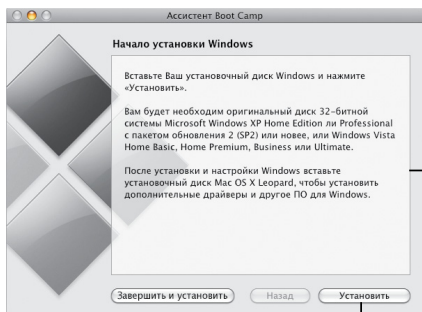 Ассистент Boot Camp
Начало установки Windows
Вставьте Ваш установочный диск Windows и нажмите
«Установить».
Вам будет необходим оригинальный диск 32-битной
системы Microsoft Windows XP Home Edition ли Professional
с пакетом обновления 2 (SP2) или новее, или Windows Vista
Home Basic, Home Premium, Business или Ultimate.
После установки и настройки Windows вставьте
установочный диск Mac OS X Leopard, чтобы установить
дополнительные драйверы и другое ПО для Windows.
Завершить и установить Назад Установить